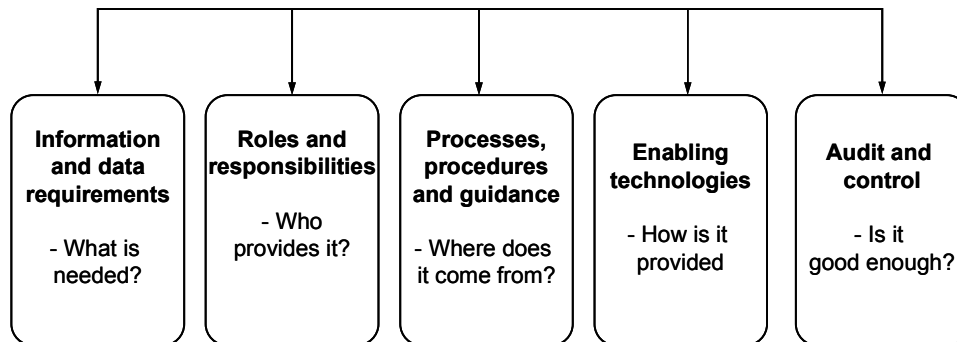 Information
and data
requirements
- What is
needed?
Roles and
responsibilities
- Who
provides it?
Processes,
procedures
and guidance
- Where does
it come from?
Enabling
technologies
- How is it
provided
Audit and
control
- Is it
good enough?